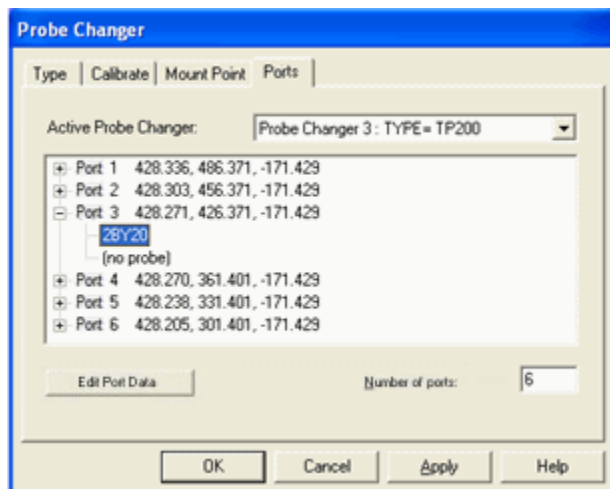 Probe Changer
Type Calibrate Mount Point Ports
Active Probe Changer: Probe Changer 3 : TYPE= TP200
Port 1 428.336, 486.371, -171.429
Port 2 428.303, 456.371, -171.429
Port 3 428.271, 426.371, -171.429
2BY20
(no probe)
Port 4 428.270, 361.401, -171.429
Port 5 428.238, 331.401, -171.429
Port 6 428.205, 301.401, -171.429
Edit Port Data Number of ports: 6
OK Cancel Apply Help